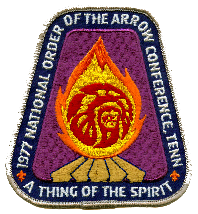 1977 NATIONAL ORDER OF THE ARROW CONFERENCE, TENN
A THING OF THE SPIRIT